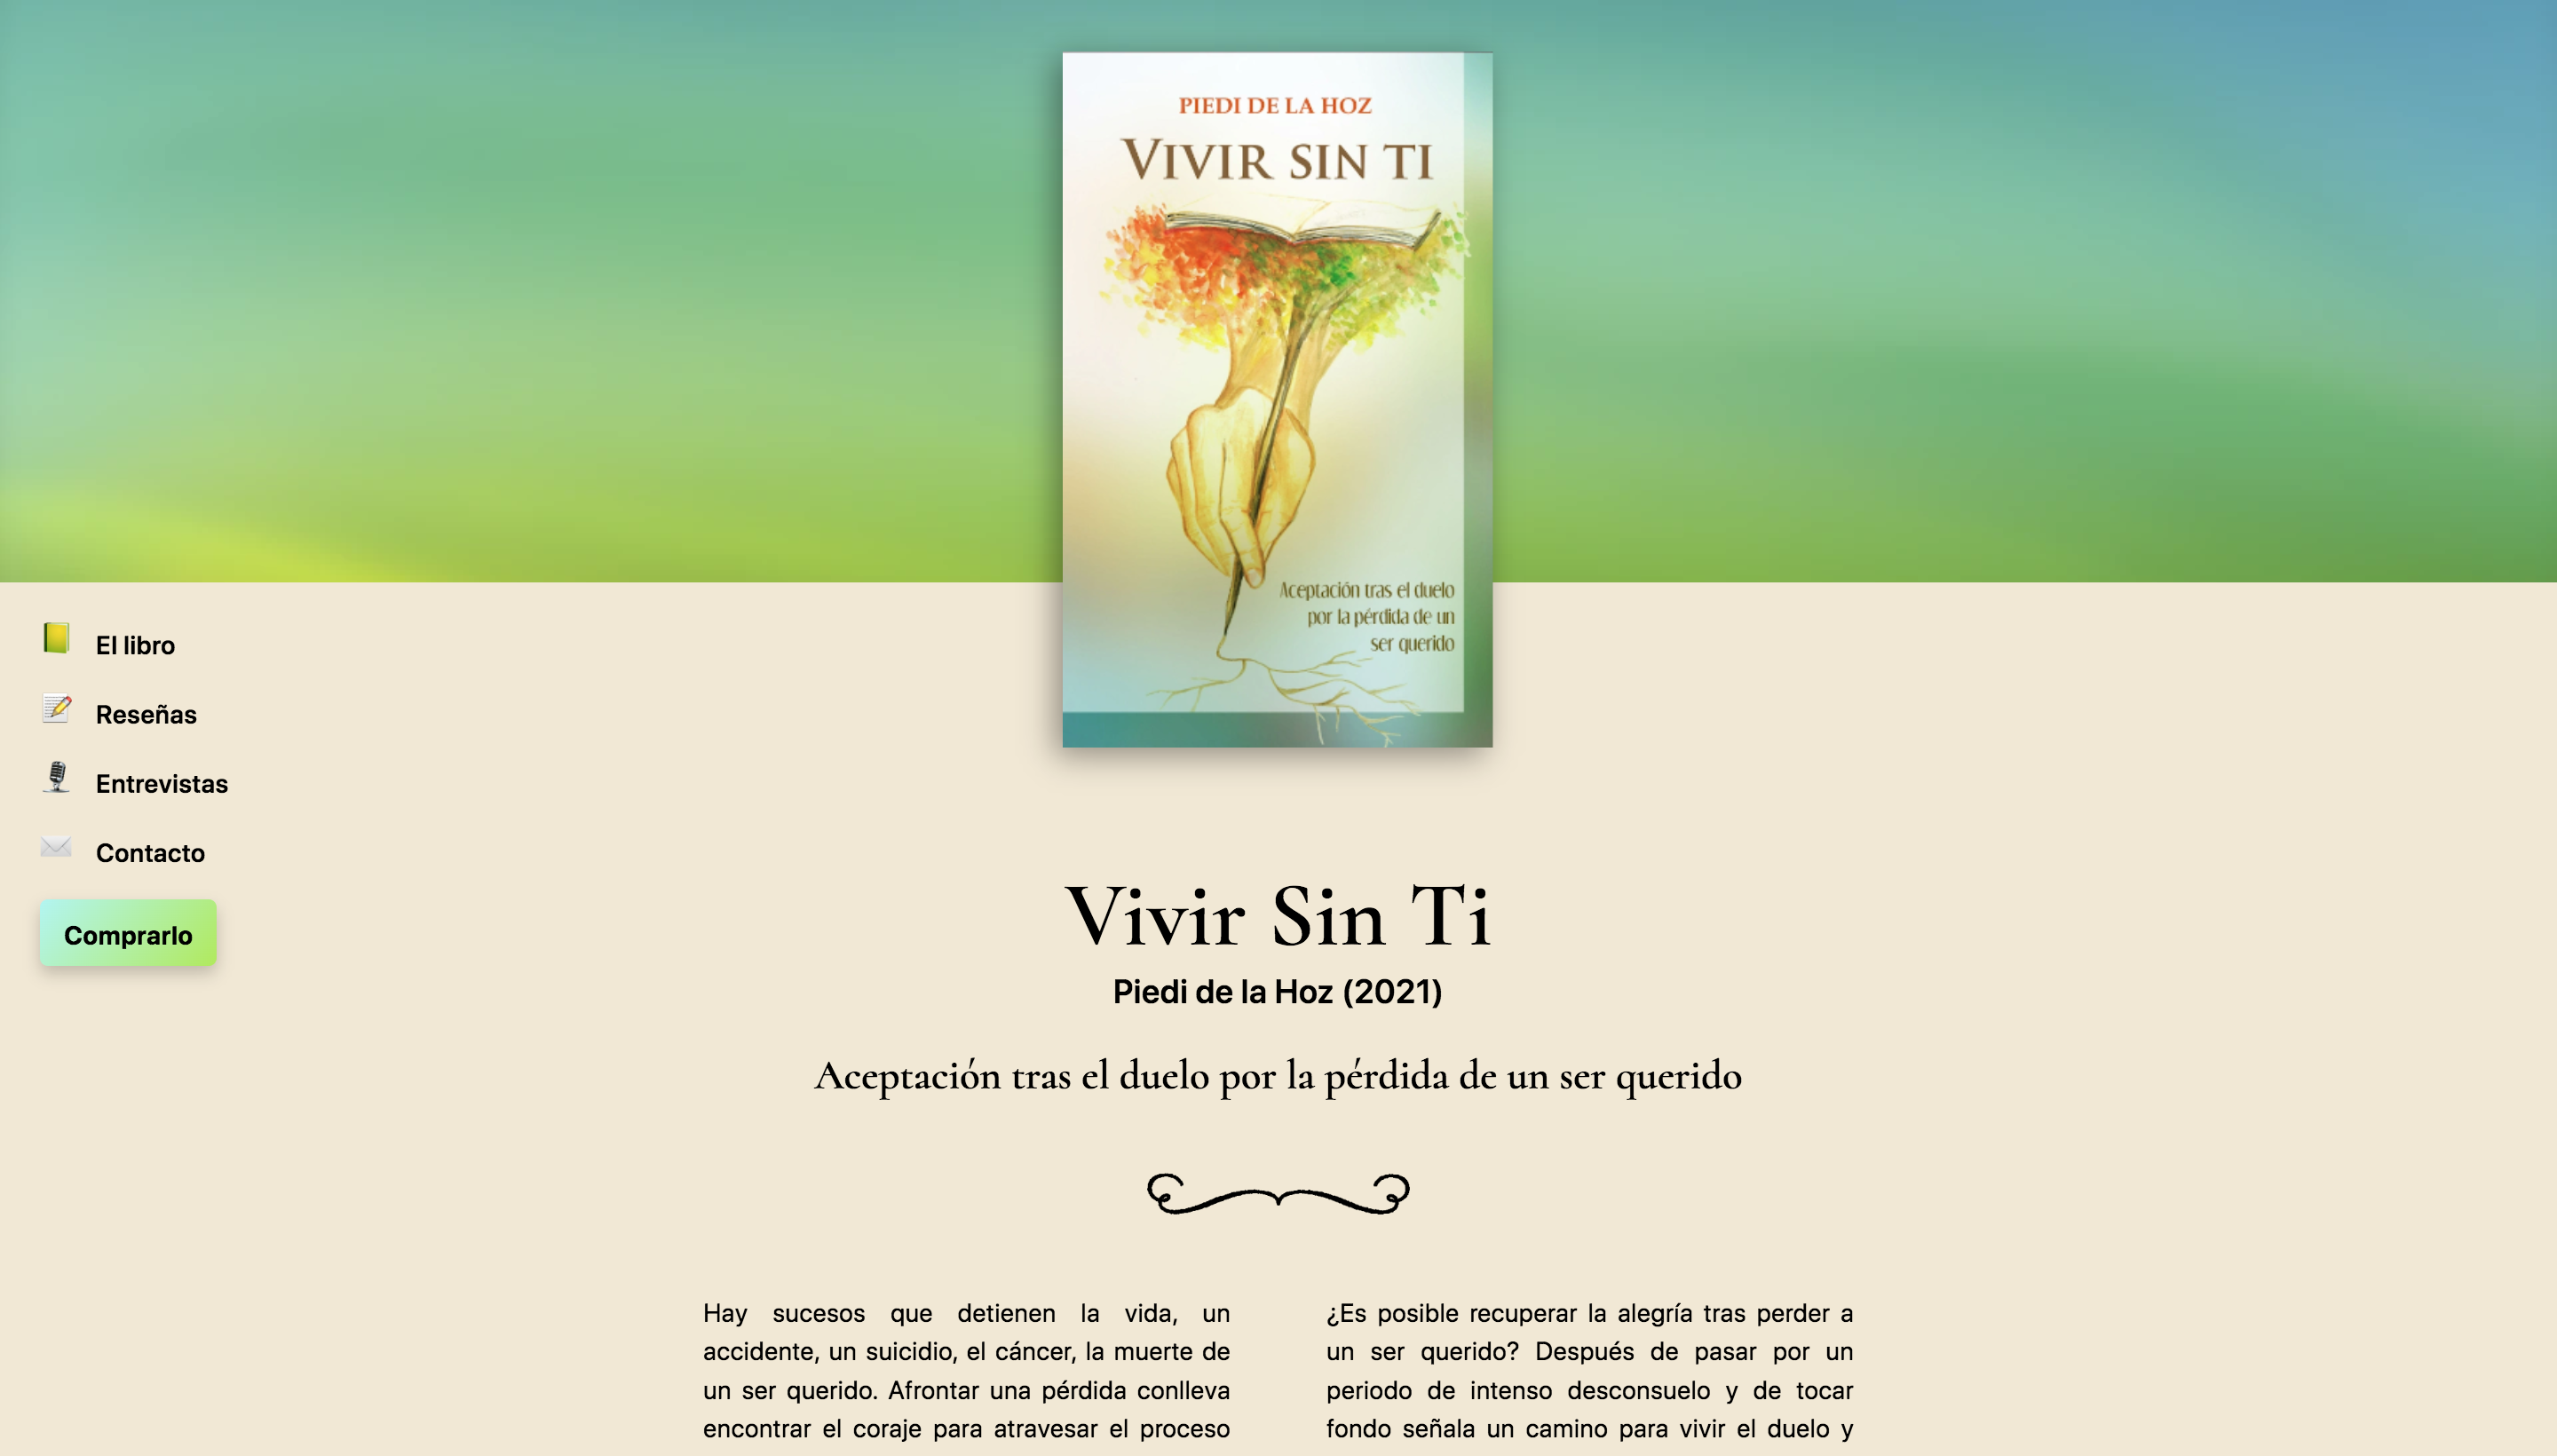 PIEDI DE LA HOZ
VIVIR SIN TI
Aceptación tras el duelo
por la pérdida de un
ser querido
El libro
Reseñas
Entrevistas
Contacto
Comprarlo
Vivir Sin Ti
Piedi de la Hoz (2021)
Aceptación tras el duelo por la pérdida de un ser querido
Hay sucesos que detienen la vida, un
accidente, un suicidio, el cáncer, la muerte de
un ser querido. Afrontar una pérdida conlleva
encontrar el coraje para atravesar el proceso
¿Es posible recuperar la alegría tras perder a
un ser querido? Después de pasar por un
periodo de intenso desconsuelo y de tocar
fondo señala un camino para vivir el duelo y